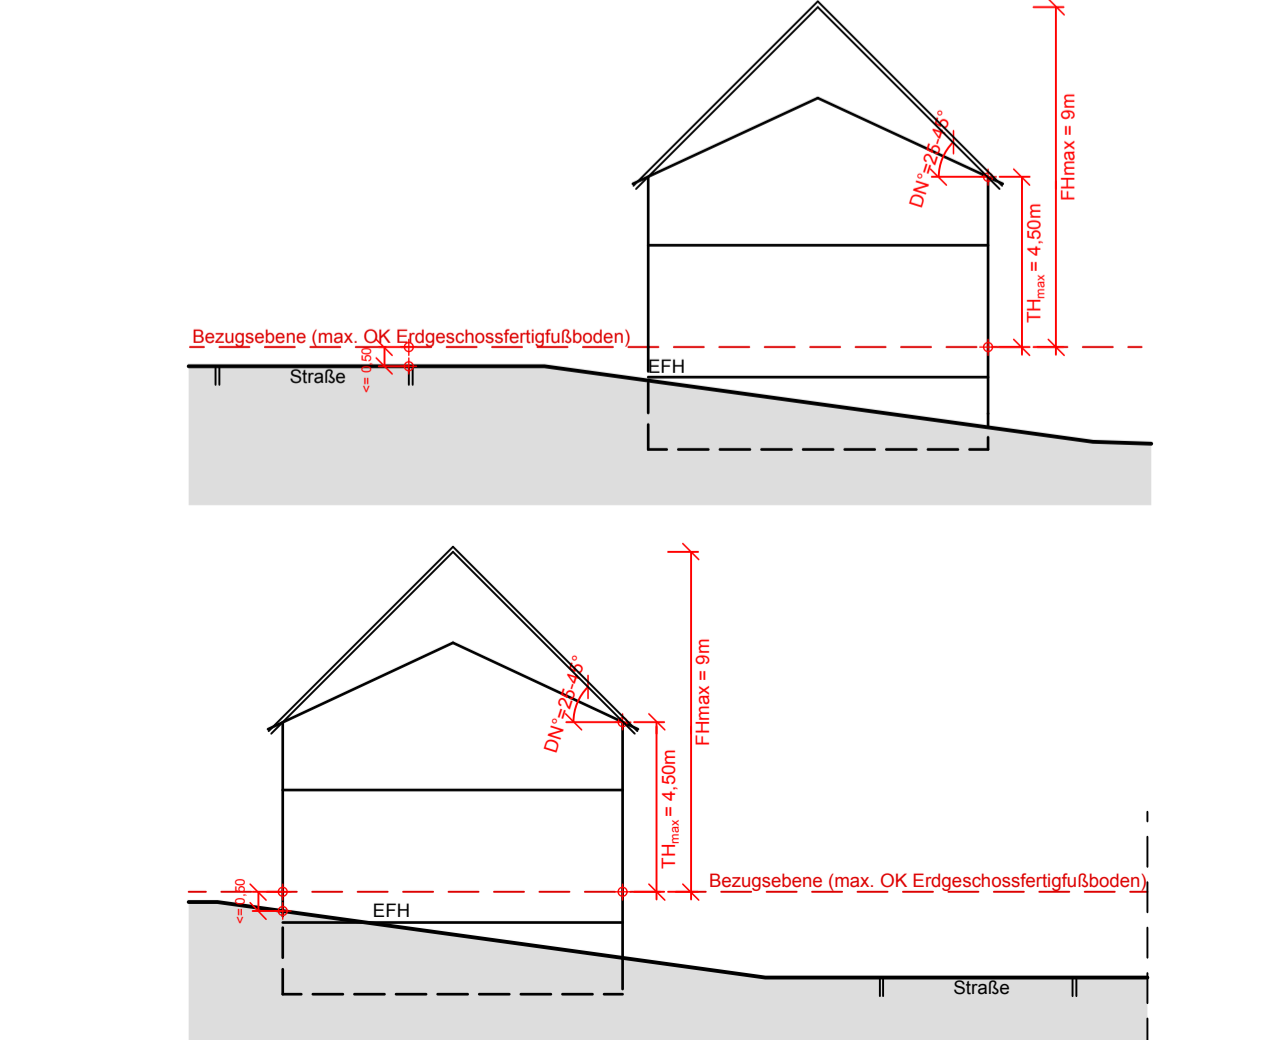 DN°=25-45°
FHmax = 9m
THmax = 4,50m
Bezugsebene (max. OK Erdgeschossfertigfußboden)
<= 0,50
Straße
EFH
DN°=25-45°
FHmax = 9m
THmax = 4,50m
Bezugsebene (max. OK Erdgeschossfertigfußboden)
<= 0,50
EFH
Straße